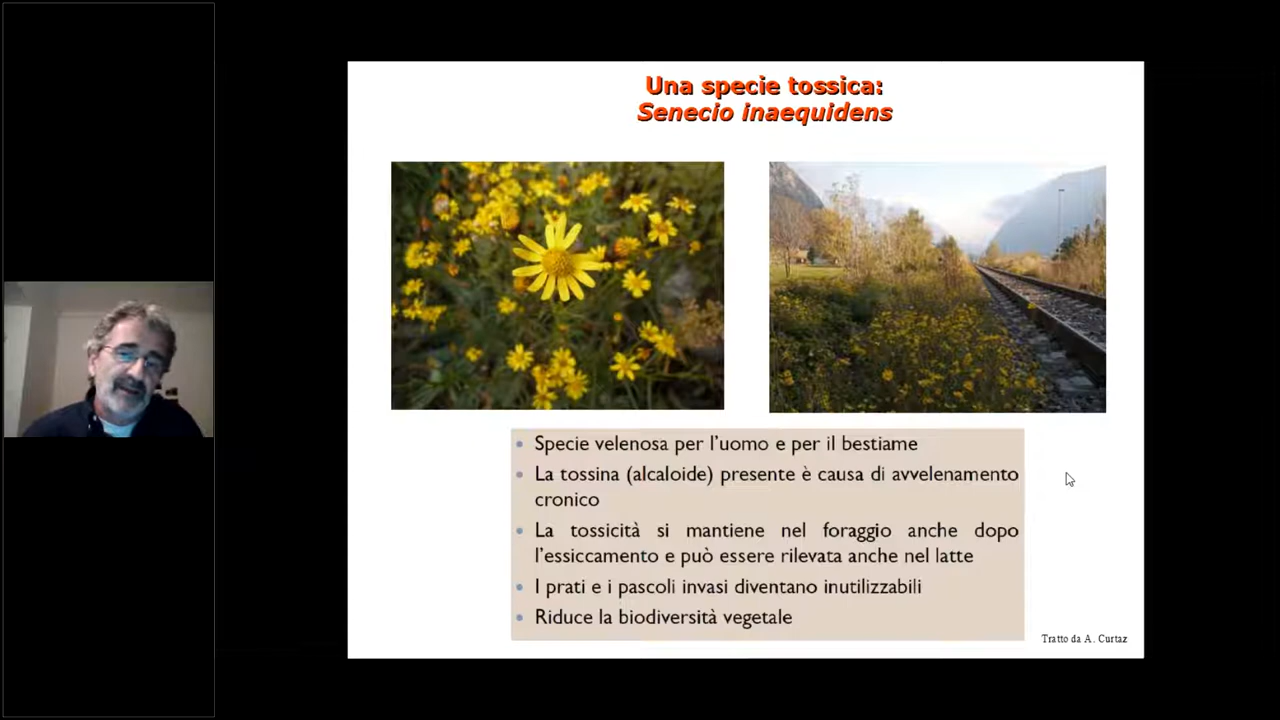 Una specie tossica:
Senecio inaequidens
Specie velenosa per l'uomo e per il bestiame
La tossina (alcaloide) presente è causa di avvelenamento
cronico
La tossicità si mantiene nel foraggio anche dopo
l'essiccamento e può essere rilevata anche nel latte
I prati e i pascoli invasi diventano inutilizzabili
Riduce la biodiversità vegetale
Tratto da A. Curtaz